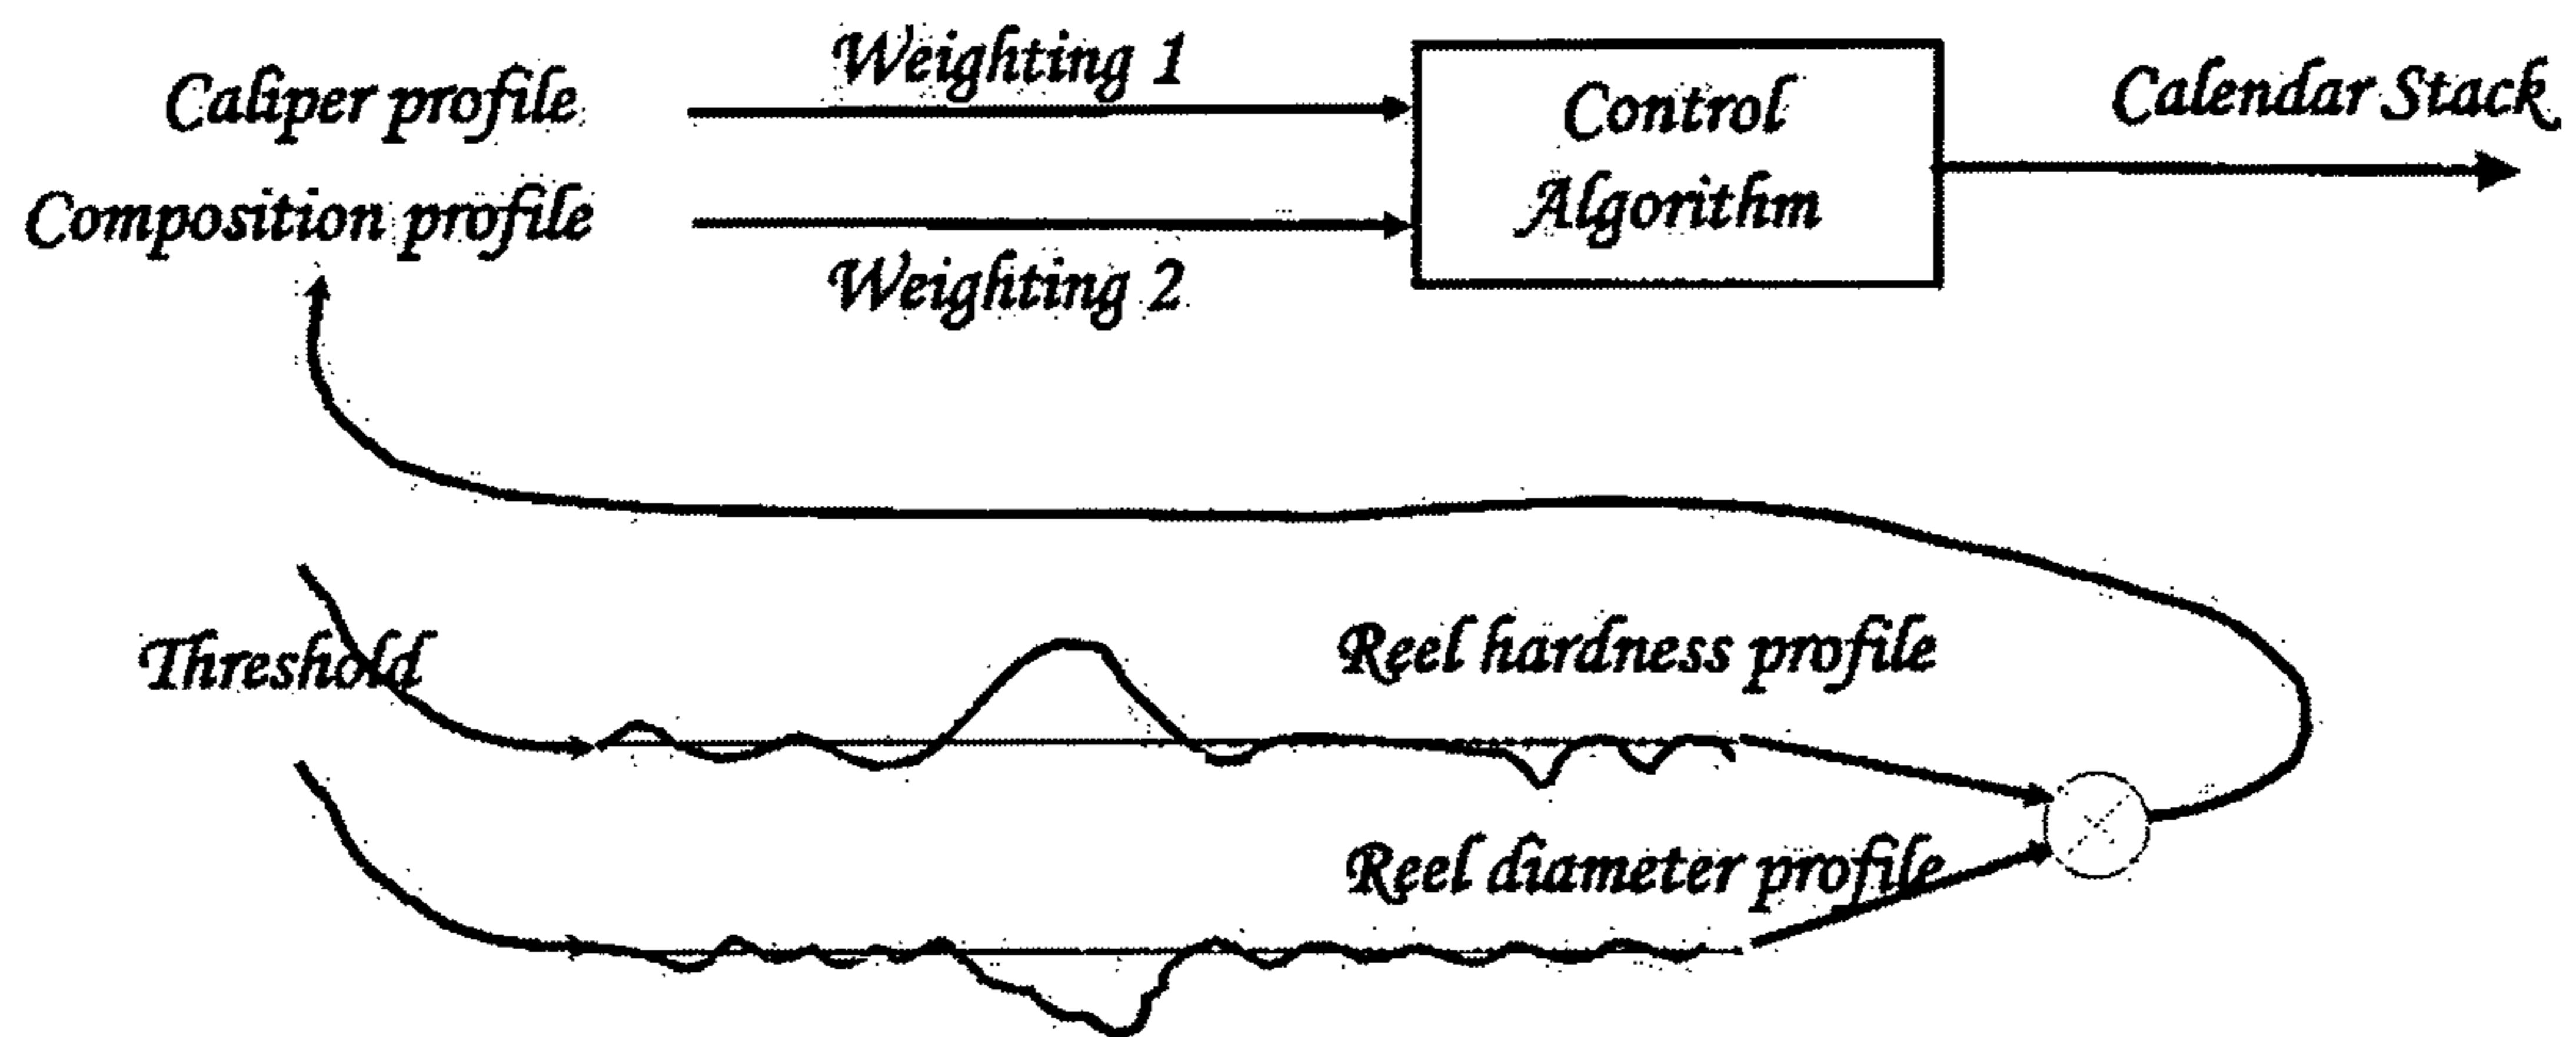 Caliper profile
Weighting 1
Control
Algorithm
Calendar Stack
Composition profile
Weighting 2
Threshold
Reel hardness profile
Reel diameter profile